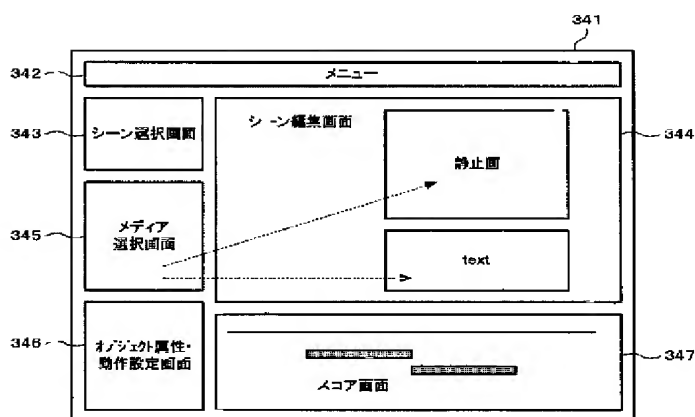 341
342
メニュー
343
シーン選択画面
シーン編集画面
344
静止画
345
メディア
選択画面
text
346
オブジェクト属性・
動作設定画面
347
スコア画面